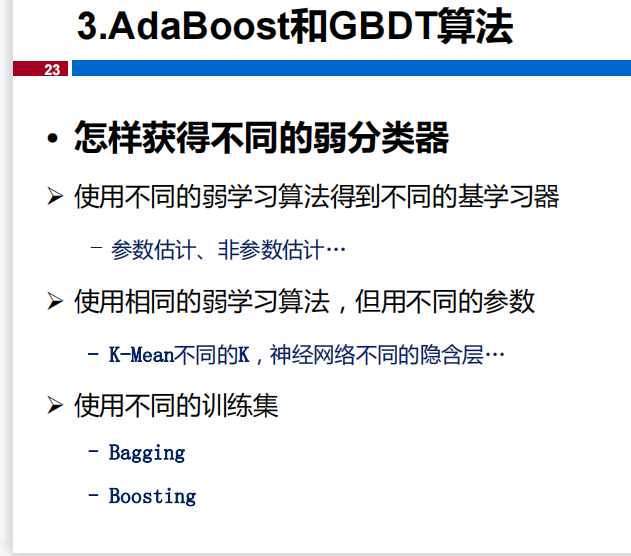 3.AdaBoost和GBDT算法
23
• 怎样获得不同的弱分类器
➢ 使用不同的弱学习算法得到不同的基学习器
– 参数估计、非参数估计…
➢ 使用相同的弱学习算法，但用不同的参数
– K-Mean不同的K，神经网络不同的隐含层…
➢ 使用不同的训练集
– Bagging
– Boosting